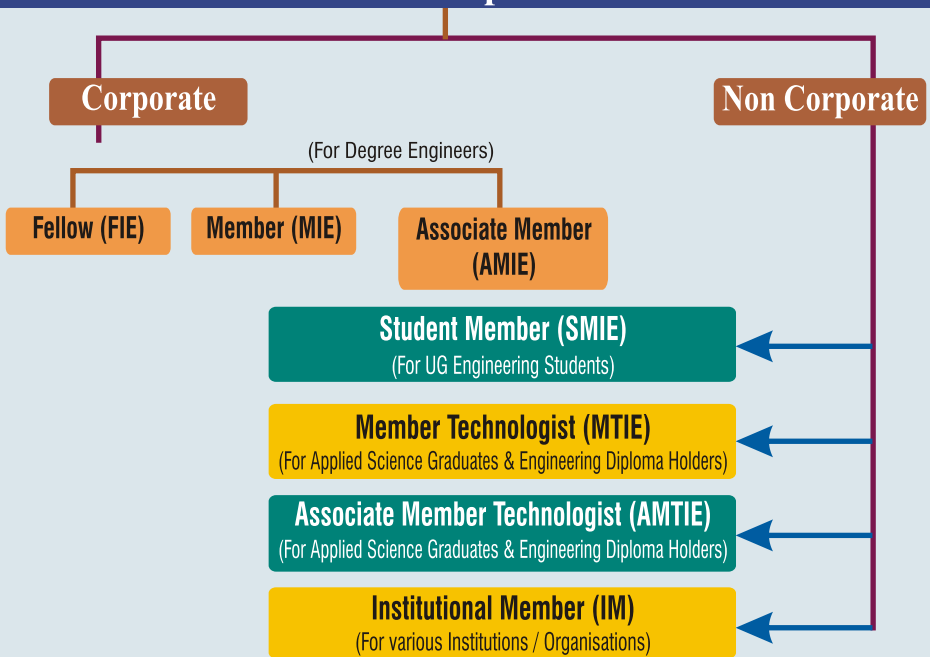 Corporate
Non Corporate
(For Degree Engineers)
Fellow (FIE)
Member (MIE)
Associate Member
(AMIE)
Student Member (SMIE)
(For UG Engineering Students)
Member Technologist (MTIE)
(For Applied Science Graduates & Engineering Diploma Holders)
Associate Member Technologist (AMTIE)
(For Applied Science Graduates & Engineering Diploma Holders)
Institutional Member (IM)
(For various Institutions / Organisations)